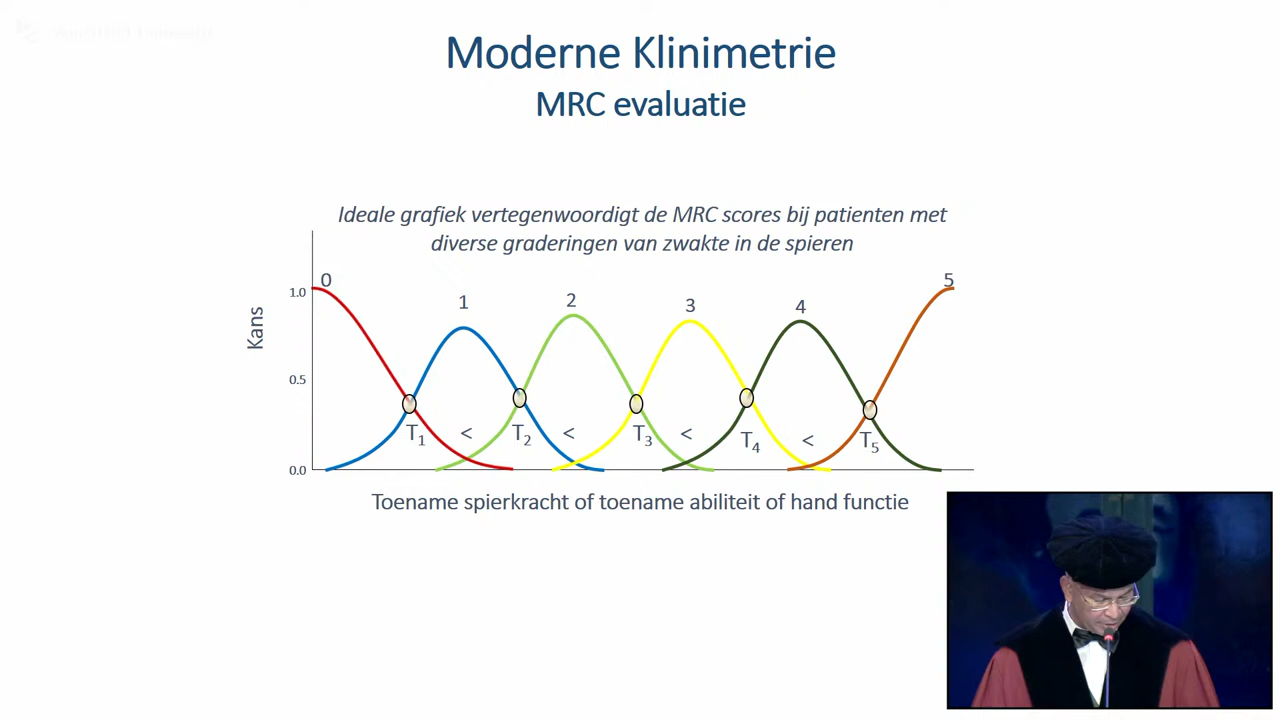 Moderne Klinimetrie
MRC evaluatie
Ideale grafiek vertegenwoordigt de MRC scores bij patienten met
diverse graderingen van zwakte in de spieren
0
1
2
3
4
5
1.0
0.5
0.0
Kans
T1 < T2 < T3 < T4 < T5
Toename spierkracht of toename abiliteit of hand functie